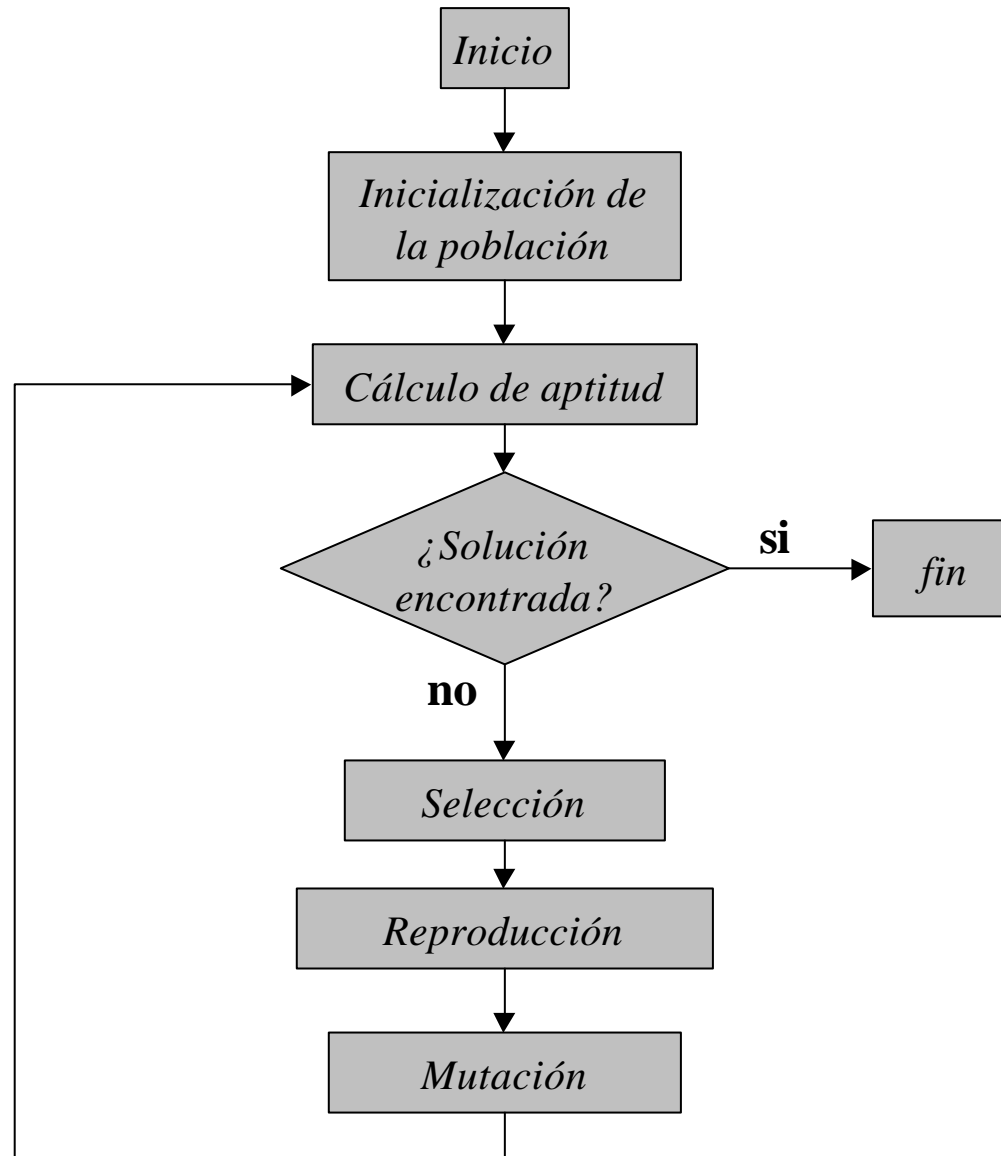 Inicio
Inicialización de
la población
Cálculo de aptitud
¿Solución
encontrada?
si
fin
no
Selección
Reproducción
Mutación